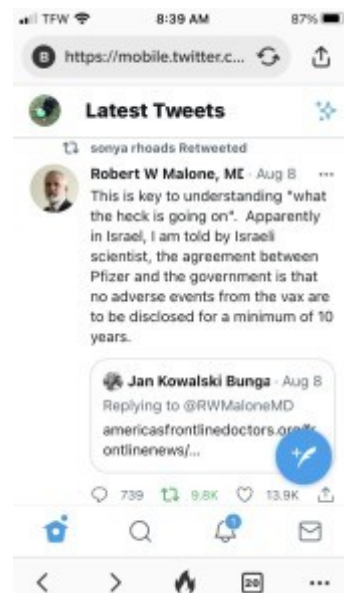 TFW 8:39 AM 87%
B https://mobile.twitter.c...
Latest Tweets
sonya rhoads Retweeted
Robert W Malone, MD · Aug 8 ...
This is key to understanding "what
the heck is going on". Apparently
in Israel, I am told by Israeli
scientist, the agreement between
Pfizer and the government is that
no adverse events from the vax are
to be disclosed for a minimum of 10
years.
Jan Kowalski Bunga · Aug 8
Replying to @RWMaloneMD
americasfrontlinedoctors.org/fr
ontlinenews/...
739 9.8K 13.9K
1
20 ...